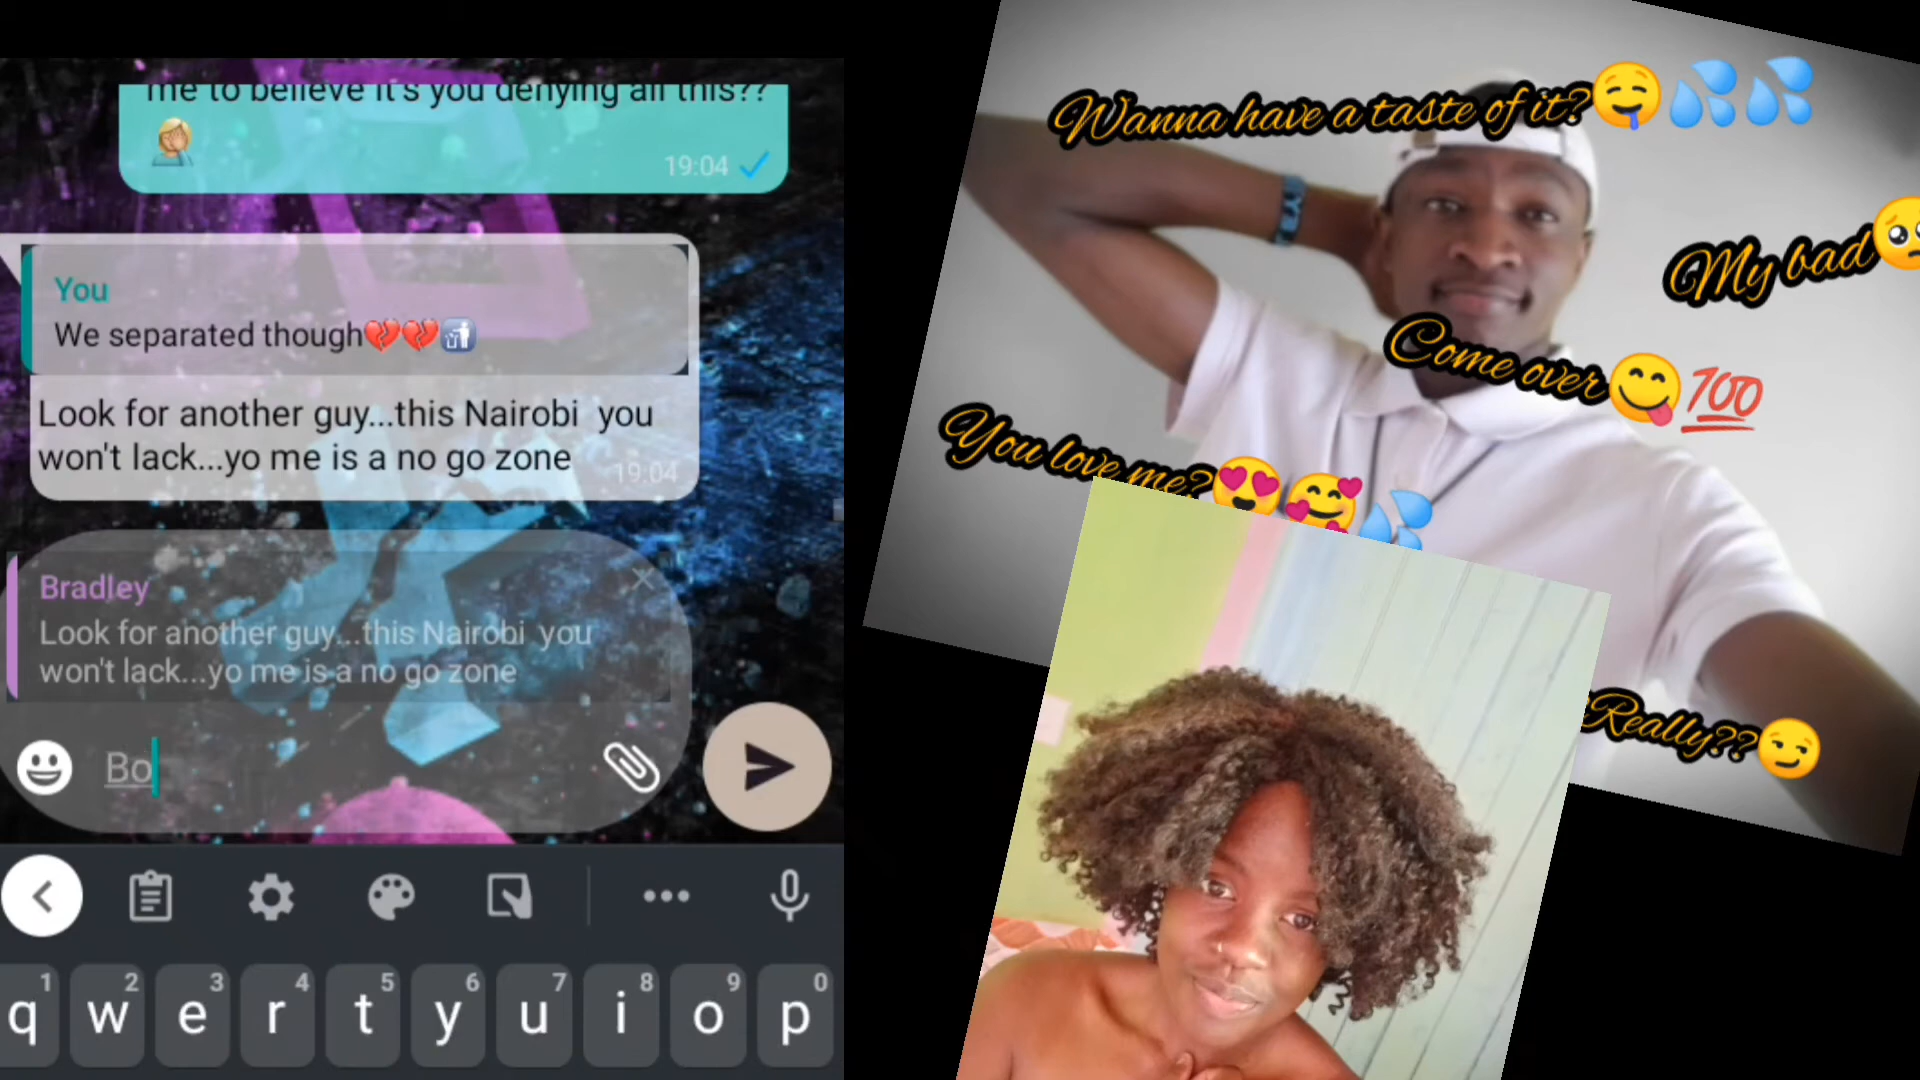 me to believe it's you denying all this??
19:04
You
We separated though
Look for another guy...this Nairobi you
won't lack...yo me is a no go zone
19:04
Bradley
Look for another guy...this Nairobi you
won't lack...yo me is a no go zone
Bo
1 2 3 4 5 6 7 8 9 0
q w e r t y u i o p
Wanna have a taste of it?
My bad
Come over 100
You love me?
Really??